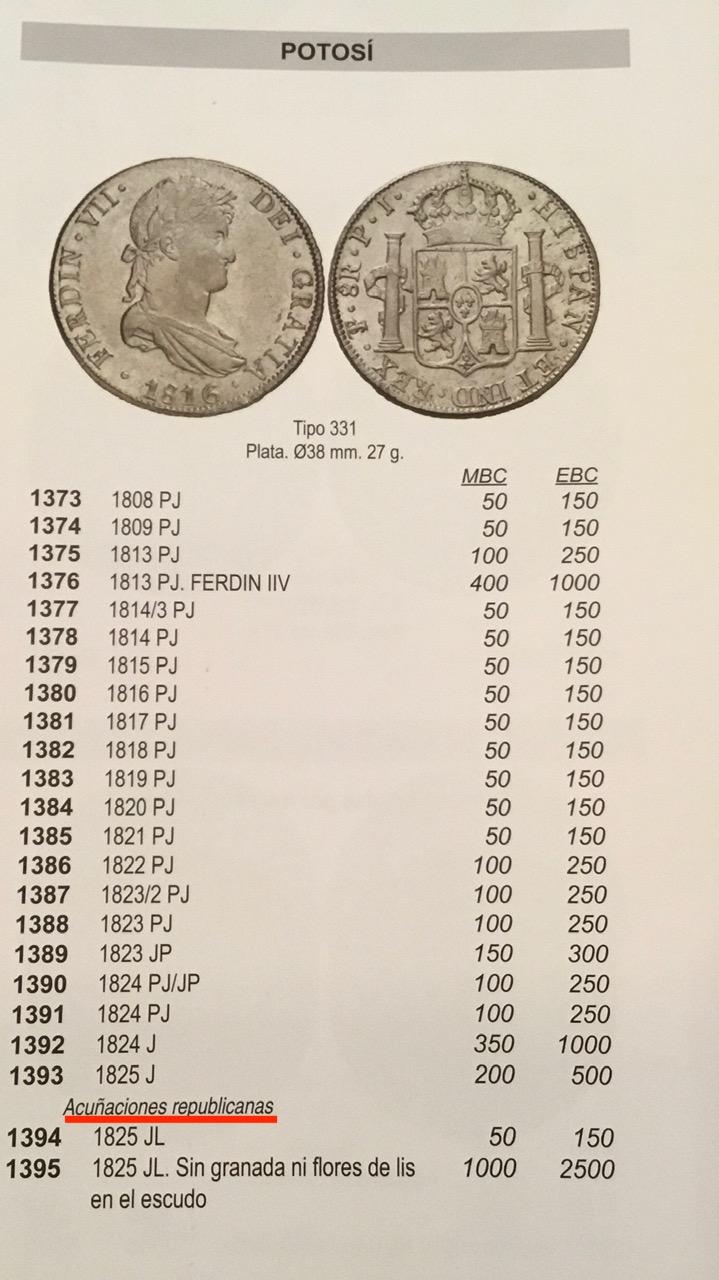 POTOSÍ
FERDIN · VII · DEI · GRATIA
· 1816 ·
· HISPAN · ET IND · REX · 8R · P · J ·
Tipo 331
Plata. Ø38 mm. 27 g.
MBC EBC
1373 1808 PJ 50 150
1374 1809 PJ 50 150
1375 1813 PJ 100 250
1376 1813 PJ. FERDIN IIV 400 1000
1377 1814/3 PJ 50 150
1378 1814 PJ 50 150
1379 1815 PJ 50 150
1380 1816 PJ 50 150
1381 1817 PJ 50 150
1382 1818 PJ 50 150
1383 1819 PJ 50 150
1384 1820 PJ 50 150
1385 1821 PJ 50 150
1386 1822 PJ 100 250
1387 1823/2 PJ 100 250
1388 1823 PJ 100 250
1389 1823 JP 150 300
1390 1824 PJ/JP 100 250
1391 1824 PJ 100 250
1392 1824 J 350 1000
1393 1825 J 200 500
Acuñaciones republicanas
1394 1825 JL 50 150
1395 1825 JL. Sin granada ni flores de lis 1000 2500
en el escudo